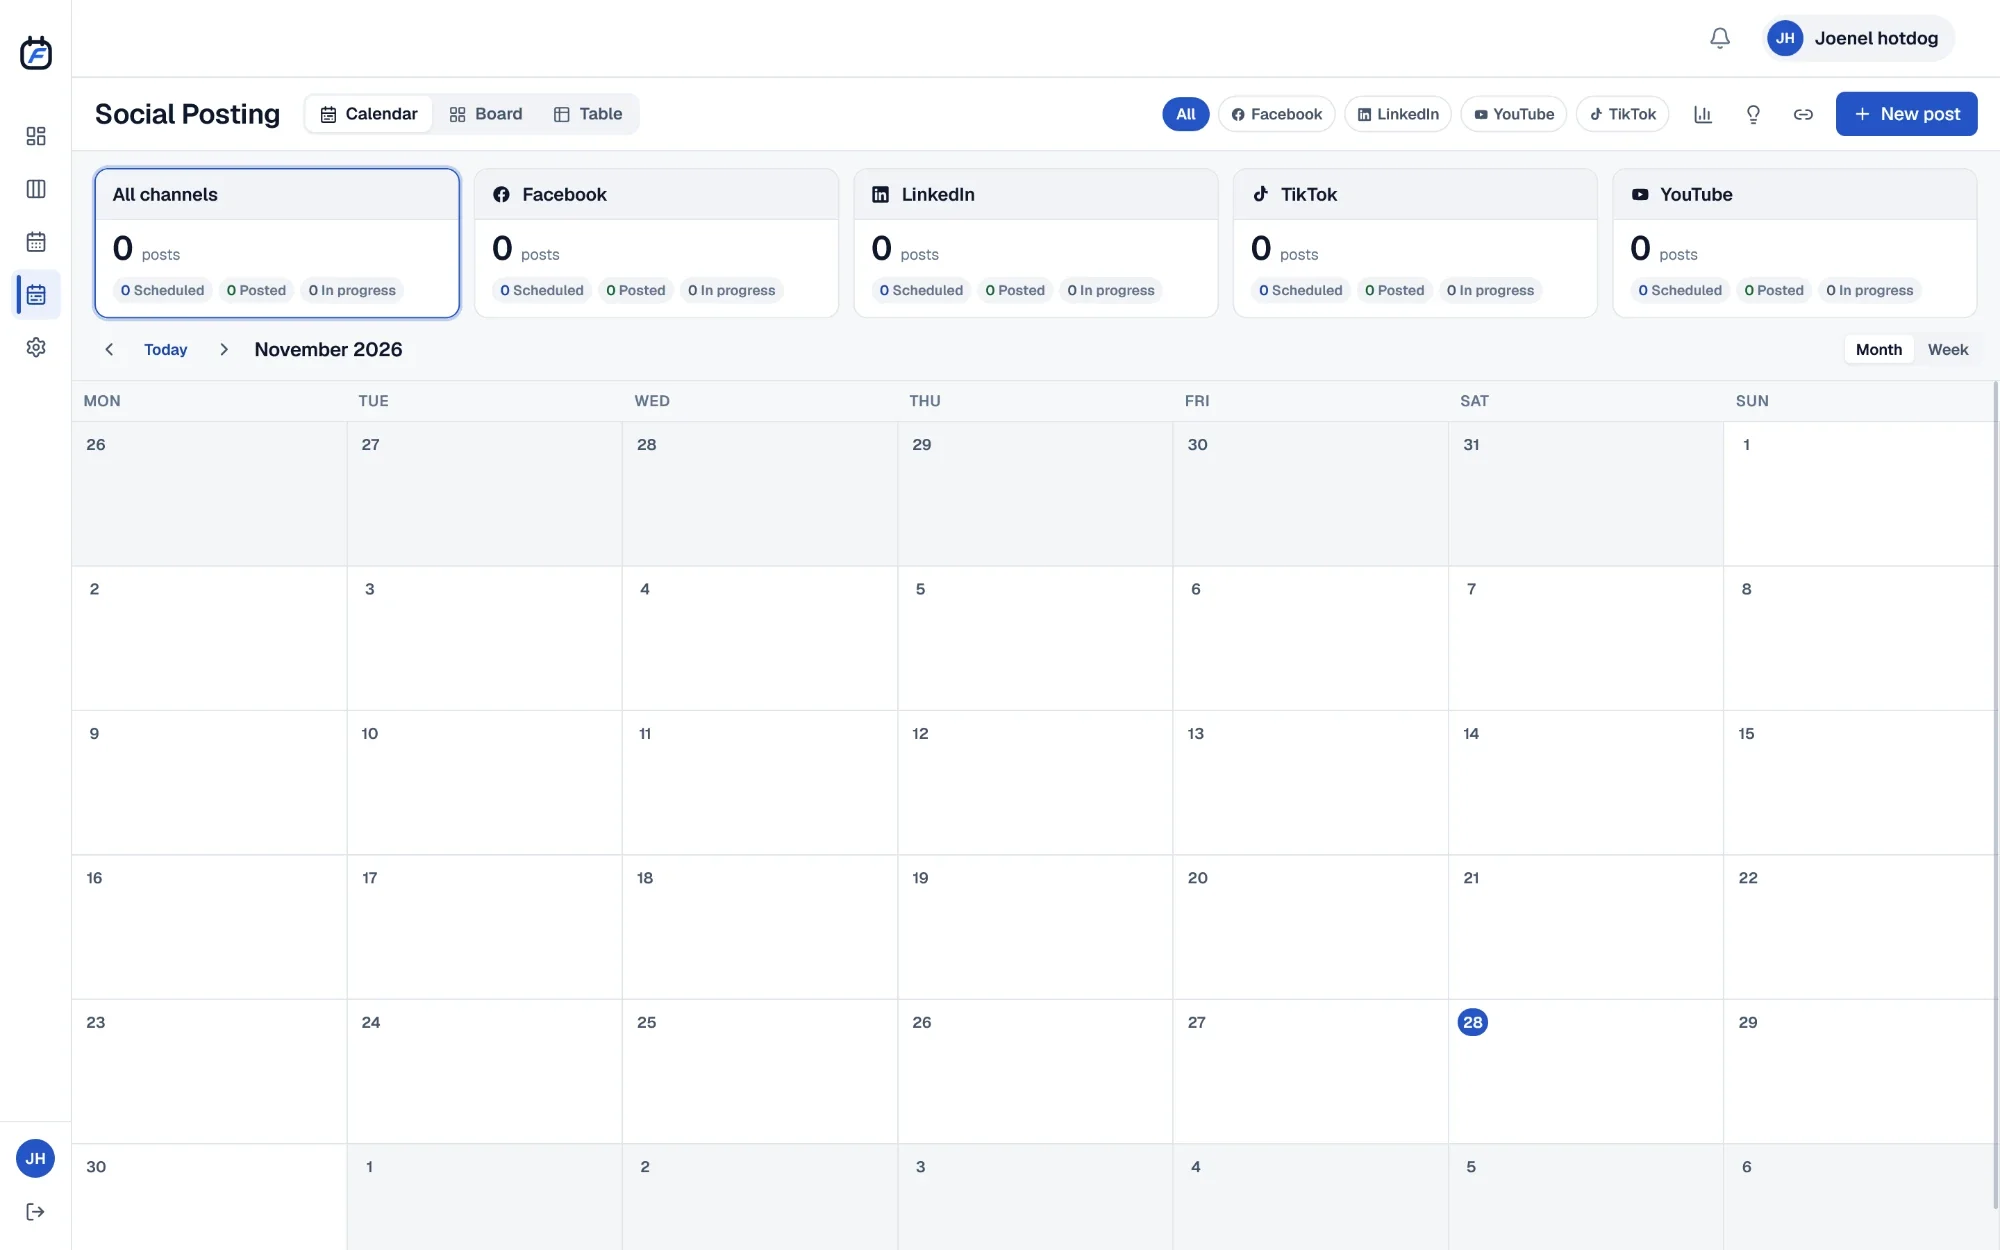 JH Joenel hotdog
Social Posting Calendar Board Table All Facebook LinkedIn YouTube TikTok + New post
All channels
0 posts
0 Scheduled 0 Posted 0 In progress
Facebook
0 posts
0 Scheduled 0 Posted 0 In progress
LinkedIn
0 posts
0 Scheduled 0 Posted 0 In progress
TikTok
0 posts
0 Scheduled 0 Posted 0 In progress
YouTube
0 posts
0 Scheduled 0 Posted 0 In progress
Today November 2026 Month Week
MON TUE WED THU FRI SAT SUN
26 27 28 29 30 31 1
2 3 4 5 6 7 8
9 10 11 12 13 14 15
16 17 18 19 20 21 22
23 24 25 26 27 28 29
30 1 2 3 4 5 6
JH